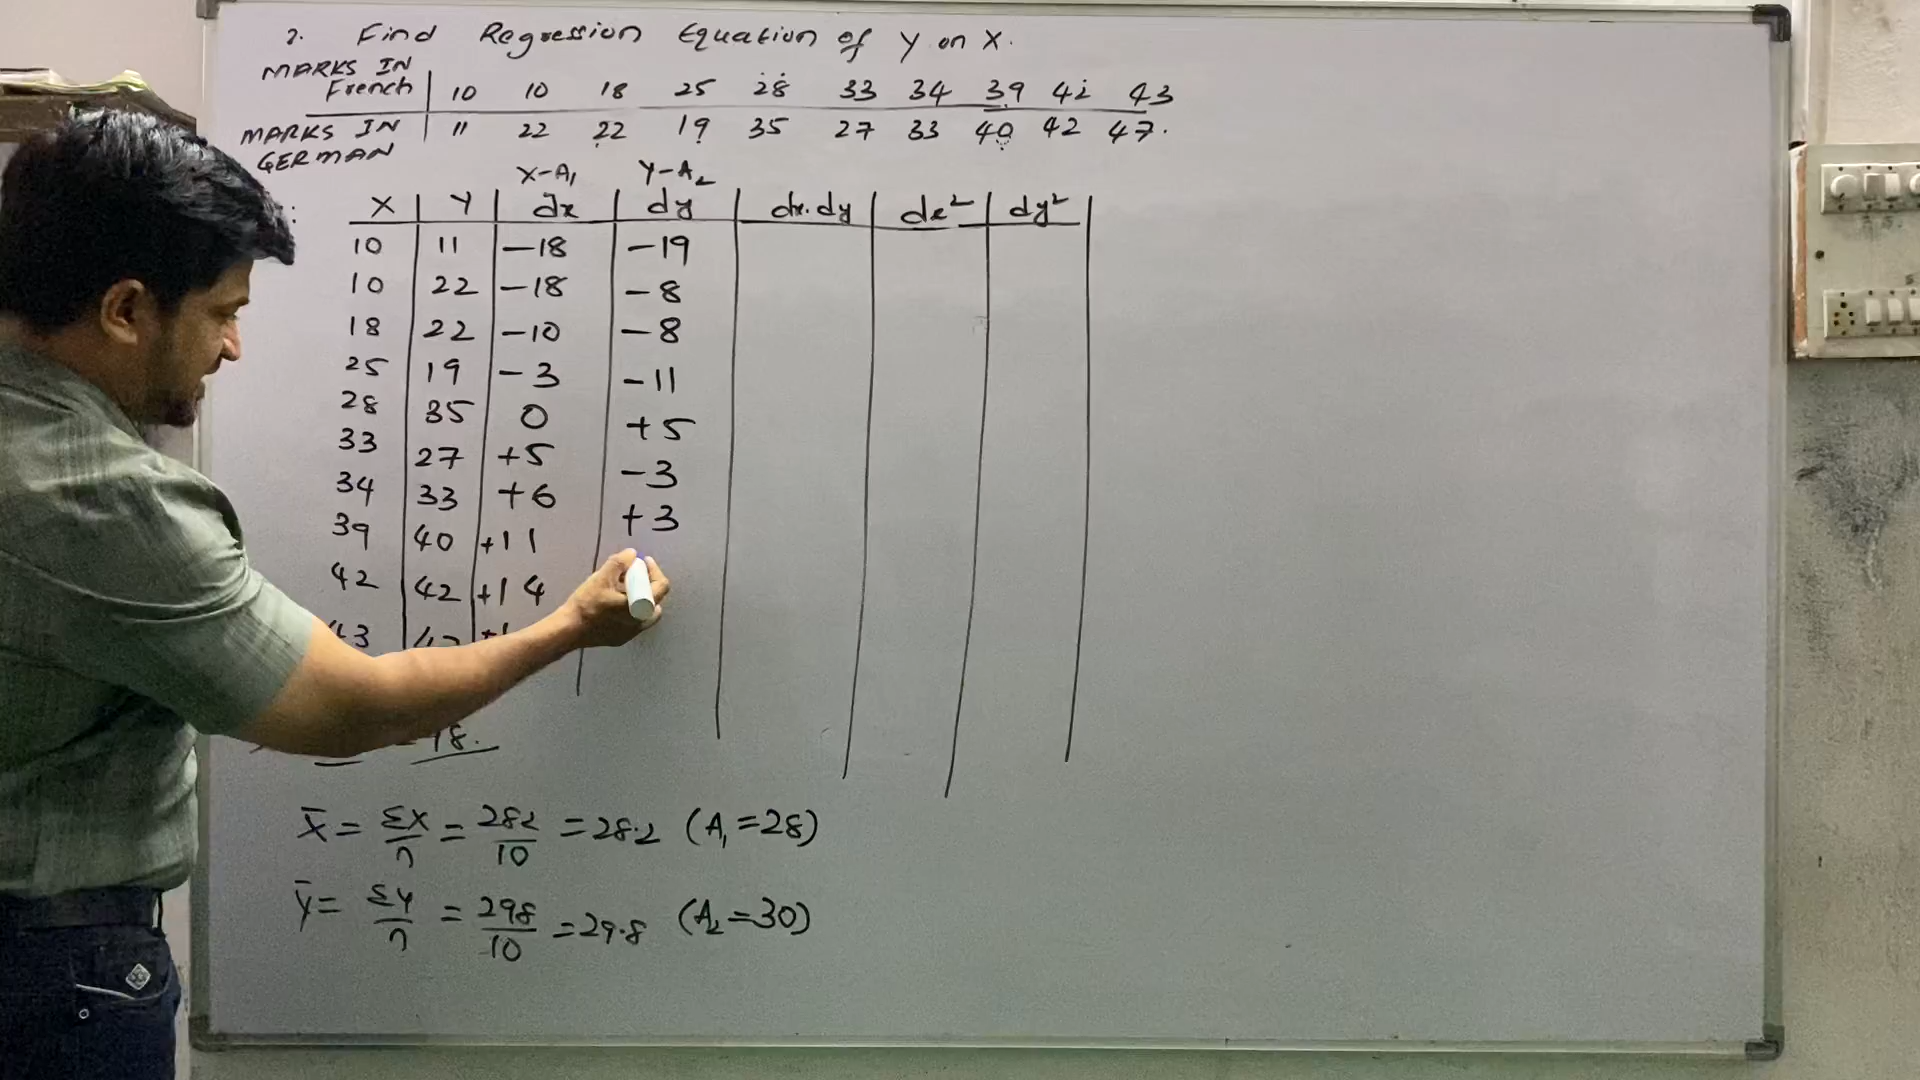 2. Find Regression Equation of Y on X.
MARKS IN
French | 10 10 18 25 28 33 34 39 42 43
MARKS IN | 11 22 22 19 35 27 33 40 42 47.
GERMAN
X-A₁ Y-A₂
X | Y | dx | dy | dx.dy | dx² | dy²
10 11 -18 -19
10 22 -18 -8
18 22 -10 -8
25 19 -3 -11
28 35 0 +5
33 27 +5 -3
34 33 +6 +3
39 40 +11
42 42 +14
X̄ = ΣX/n = 282/10 = 28.2 (A₁=28)
Ȳ = ΣY/n = 298/10 = 29.8 (A₂=30)